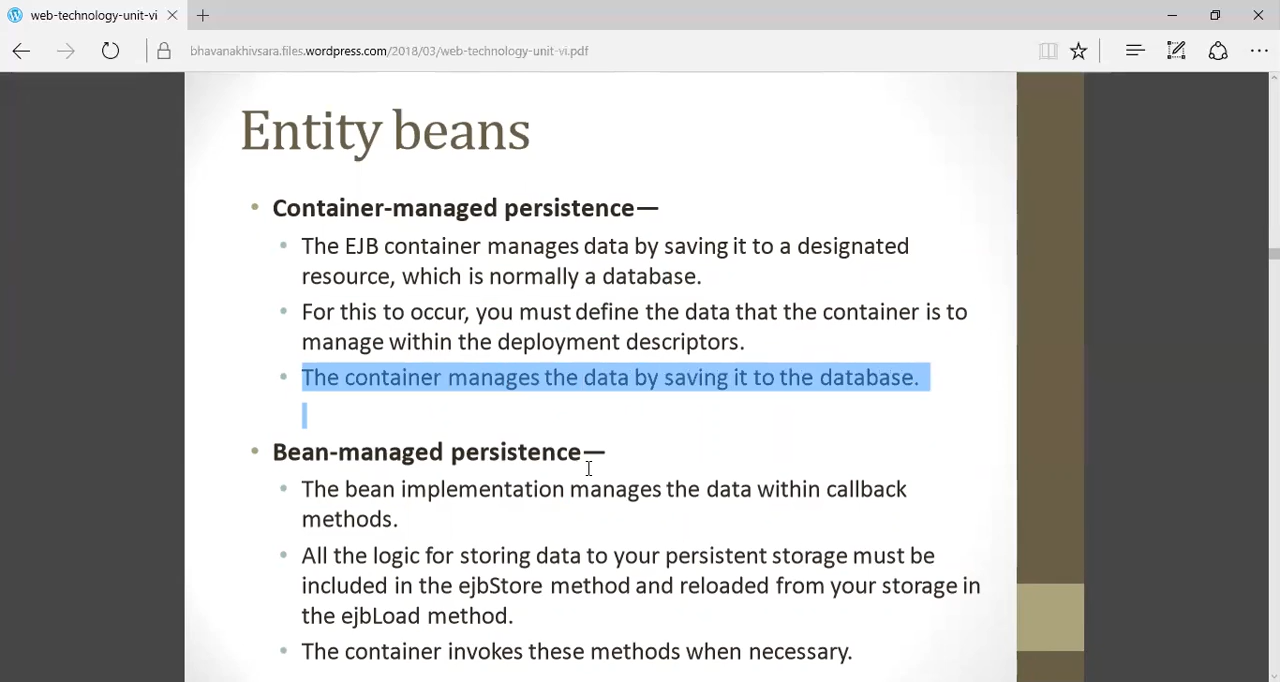 web-technology-unit-vi
bhavanakhivsara.files.wordpress.com/2018/03/web-technology-unit-vi.pdf
Entity beans
• Container-managed persistence—
• The EJB container manages data by saving it to a designated
resource, which is normally a database.
• For this to occur, you must define the data that the container is to
manage within the deployment descriptors.
• The container manages the data by saving it to the database.
• Bean-managed persistence—
• The bean implementation manages the data within callback
methods.
• All the logic for storing data to your persistent storage must be
included in the ejbStore method and reloaded from your storage in
the ejbLoad method.
• The container invokes these methods when necessary.